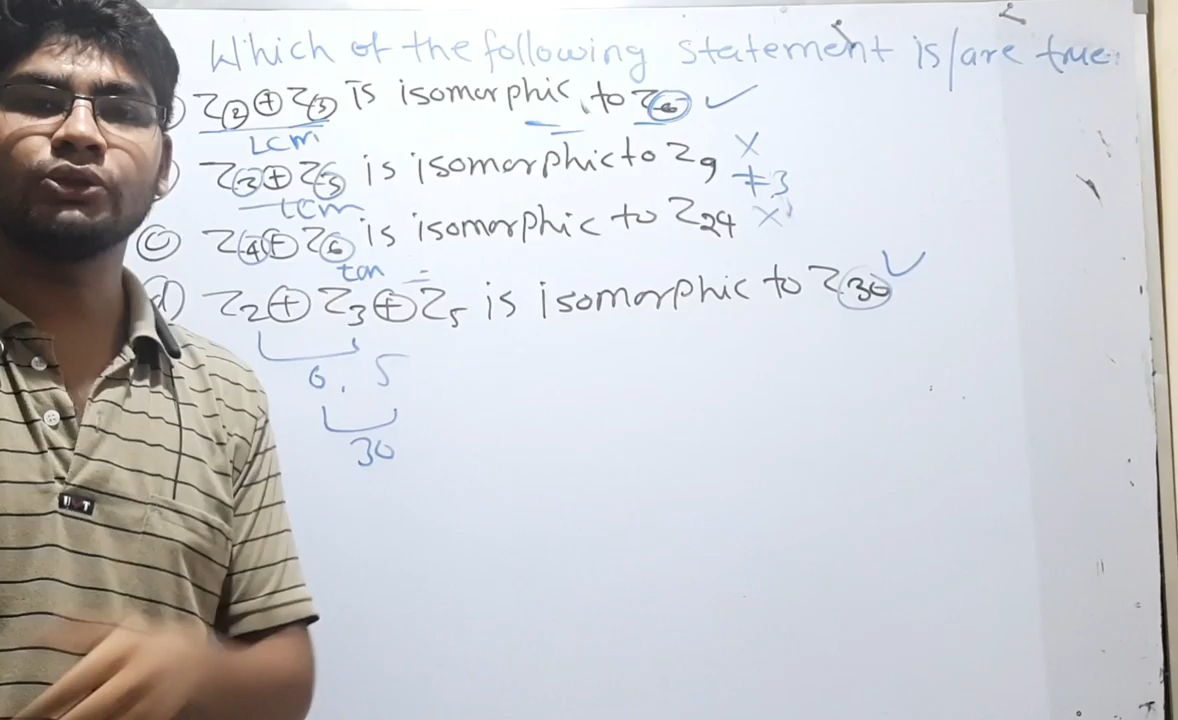 Which of the following statement is/are true.
) Z2 ⊕ Z3 is isomorphic to Z6 ✓
LCM
) Z3 ⊕ Z3 is isomorphic to Z9 ×
LCM ≠ 3
(c) Z4 ⊕ Z6 is isomorphic to Z24 ×
d) Z2 ⊕ Z3 ⊕ Z5 is isomorphic to Z30 ✓
6, 5
30